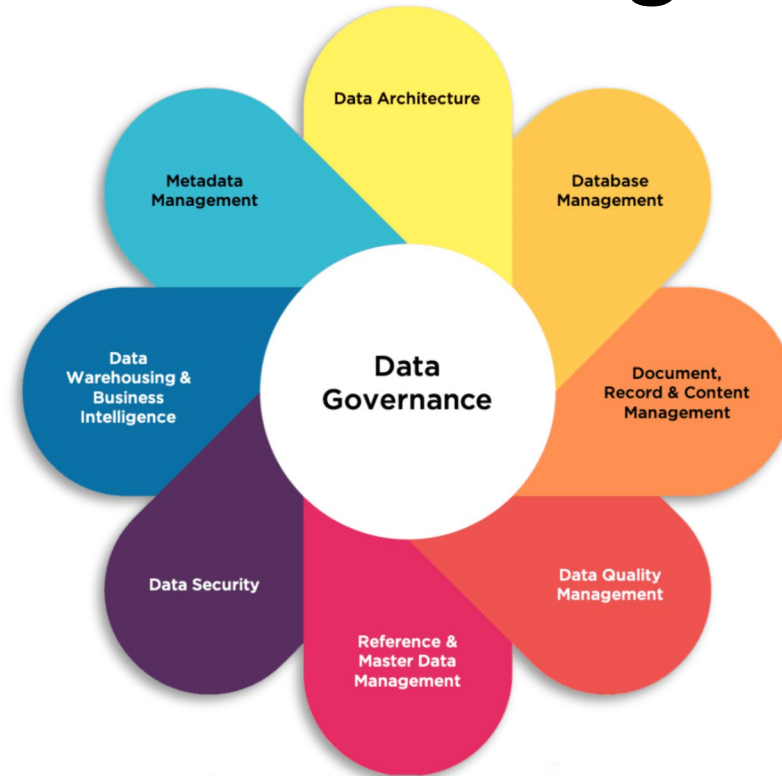 Data Architecture
Database
Management
Document,
Record & Content
Management
Data Quality
Management
Reference &
Master Data
Management
Data Security
Data
Warehousing &
Business
Intelligence
Metadata
Management
Data
Governance